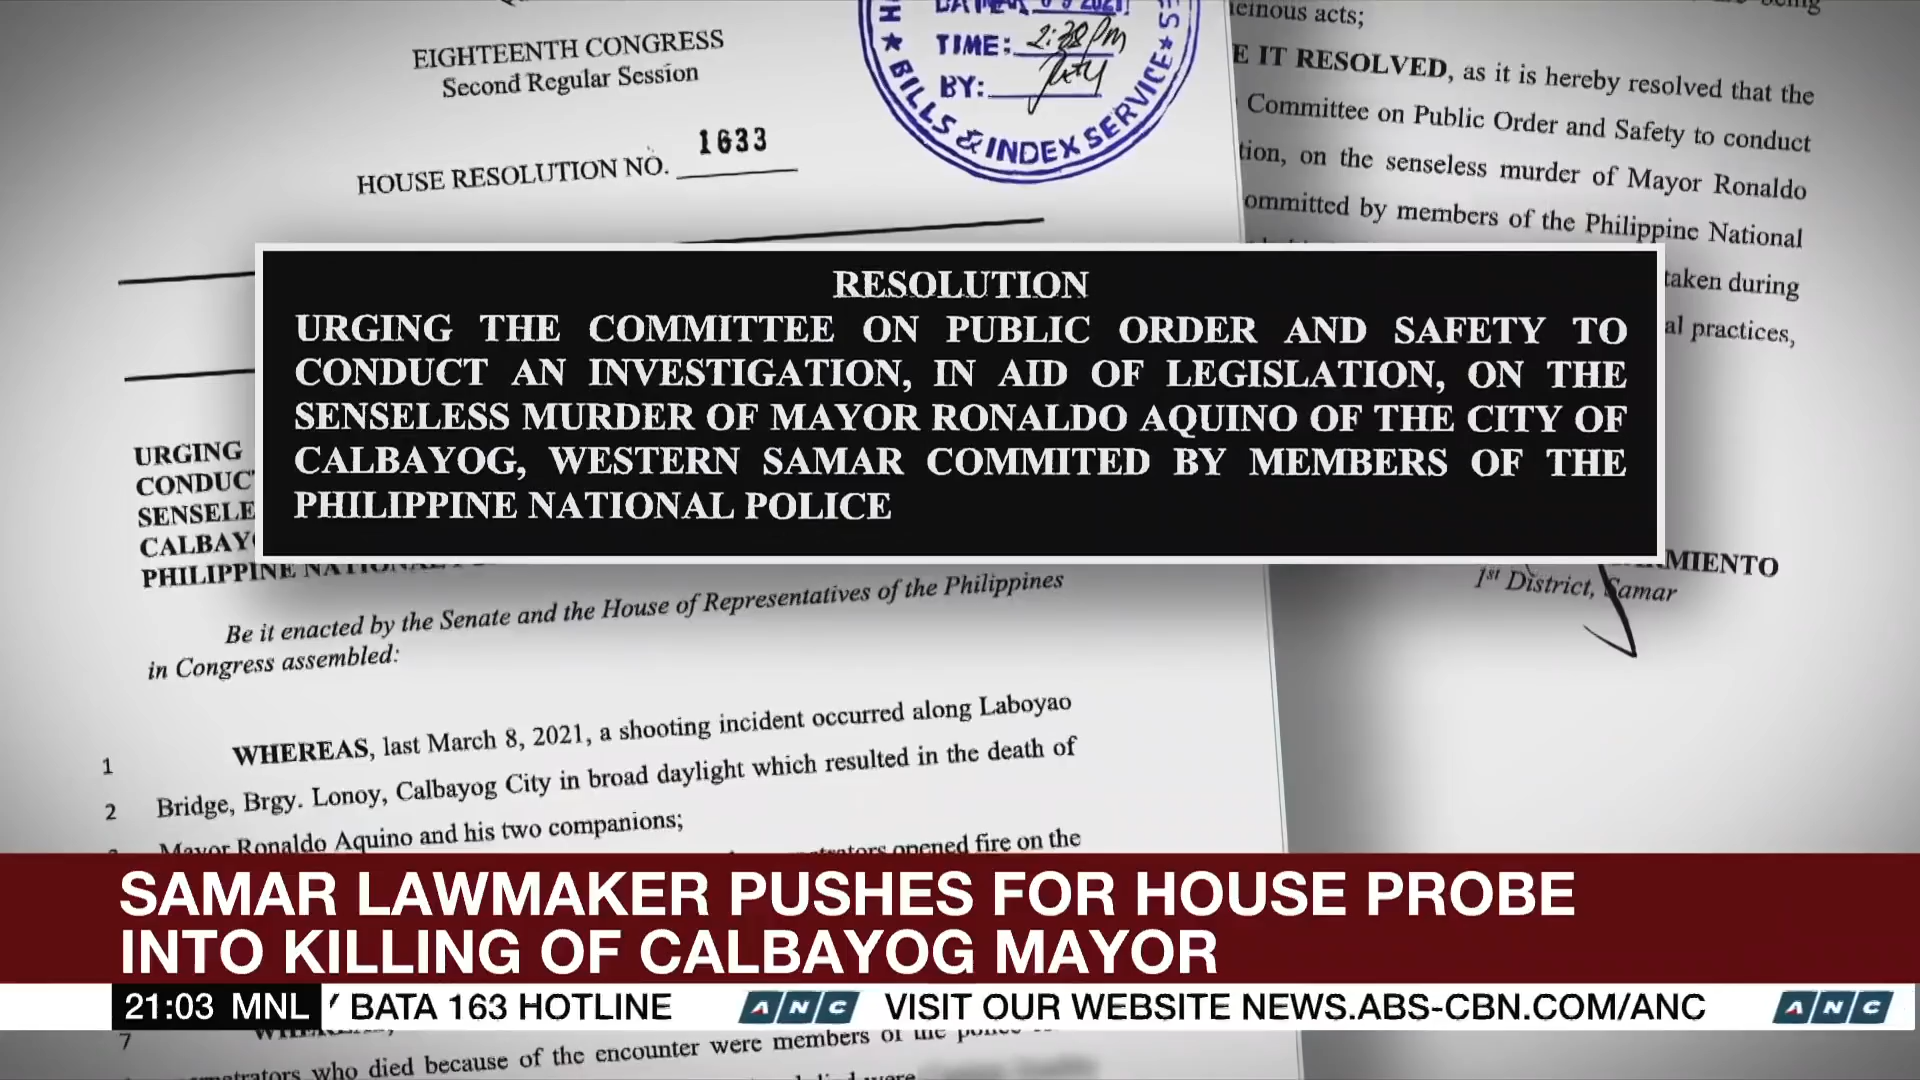 EIGHTEENTH CONGRESS
Second Regular Session
HOUSE RESOLUTION NO. 1633
TIME: 2:38 Pm
BY:
BILLS & INDEX SERVICE
heinous acts;
E IT RESOLVED, as it is hereby resolved that the
Committee on Public Order and Safety to conduct
tion, on the senseless murder of Mayor Ronaldo
ommitted by members of the Philippine National
taken during
al practices,
RESOLUTION
URGING THE COMMITTEE ON PUBLIC ORDER AND SAFETY TO
CONDUCT AN INVESTIGATION, IN AID OF LEGISLATION, ON THE
SENSELESS MURDER OF MAYOR RONALDO AQUINO OF THE CITY OF
CALBAYOG, WESTERN SAMAR COMMITED BY MEMBERS OF THE
PHILIPPINE NATIONAL POLICE
URGING
CONDUC
SENSELE
CALBAY
PHILIPPINE NATIONAL
MIENTO
1st District, Samar
Be it enacted by the Senate and the House of Representatives of the Philippines
in Congress assembled:
1 WHEREAS, last March 8, 2021, a shooting incident occurred along Laboyao
2 Bridge, Brgy. Lonoy, Calbayog City in broad daylight which resulted in the death of
Mayor Ronaldo Aquino and his two companions;
opened fire on the
SAMAR LAWMAKER PUSHES FOR HOUSE PROBE
INTO KILLING OF CALBAYOG MAYOR
21:03 MNL BATA 163 HOTLINE ANC VISIT OUR WEBSITE NEWS.ABS-CBN.COM/ANC ANC
7 WHEREAS,
who died because of the encounter were members of the police